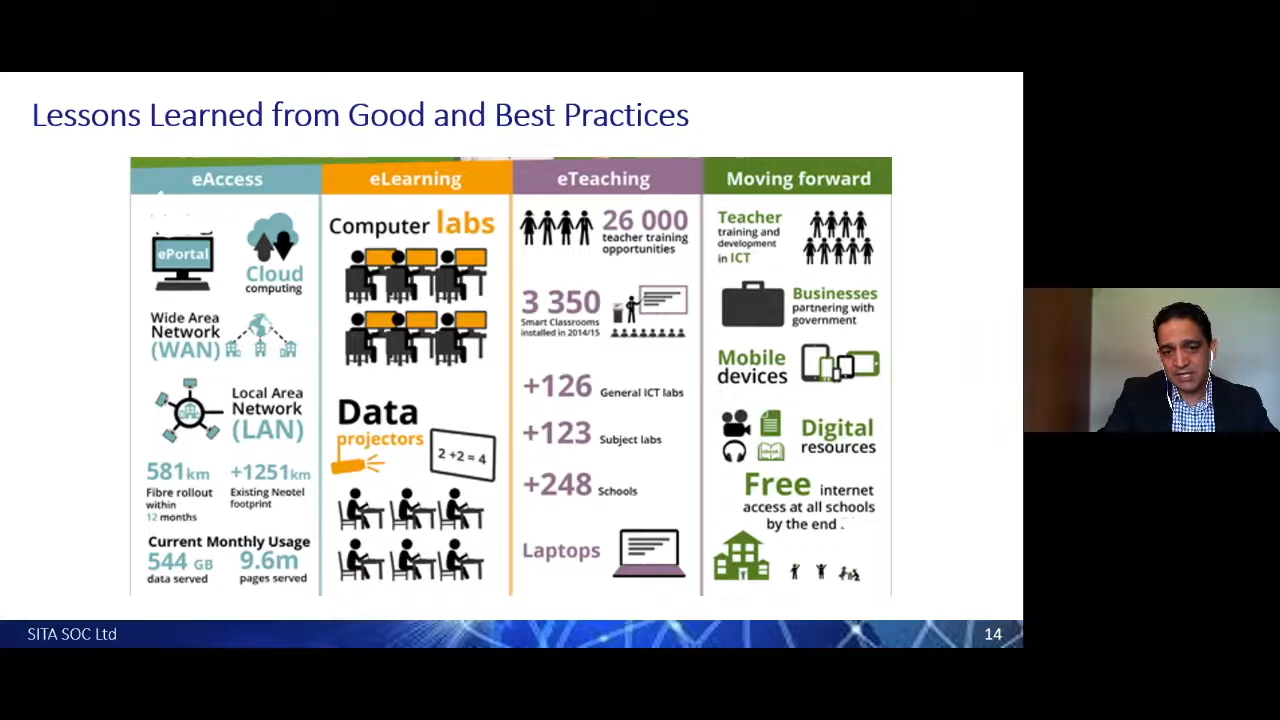 Lessons Learned from Good and Best Practices
eAccess
ePortal
Cloud
computing
Wide Area
Network
(WAN)
Local Area
Network
(LAN)
581km
Fibre rollout
within
12 months
+1251km
Existing Neotel
footprint
Current Monthly Usage
544 GB
data served
9.6m
pages served
eLearning
Computer labs
Data
projectors
2 +2 = 4
eTeaching
26 000
teacher training
opportunities
3 350
Smart Classrooms
installed in 2014/15
+126 General ICT labs
+123 Subject labs
+248 Schools
Laptops
Moving forward
Teacher
training and
development
in ICT
Businesses
partnering with
government
Mobile
devices
Digital
resources
Free internet
access at all schools
by the end
SITA SOC Ltd
14